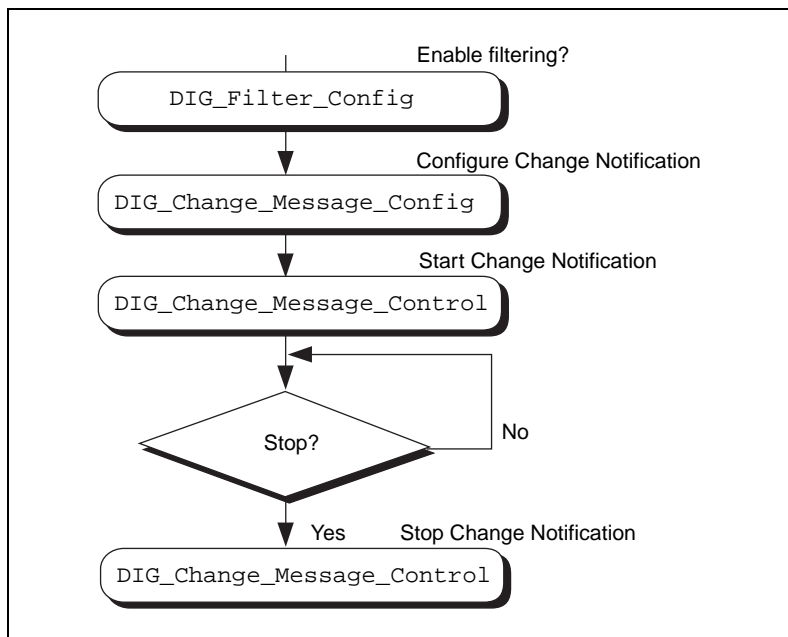 Enable filtering?
DIG_Filter_Config
Configure Change Notification
DIG_Change_Message_Config
Start Change Notification
DIG_Change_Message_Control
Stop?
No
Yes
Stop Change Notification
DIG_Change_Message_Control